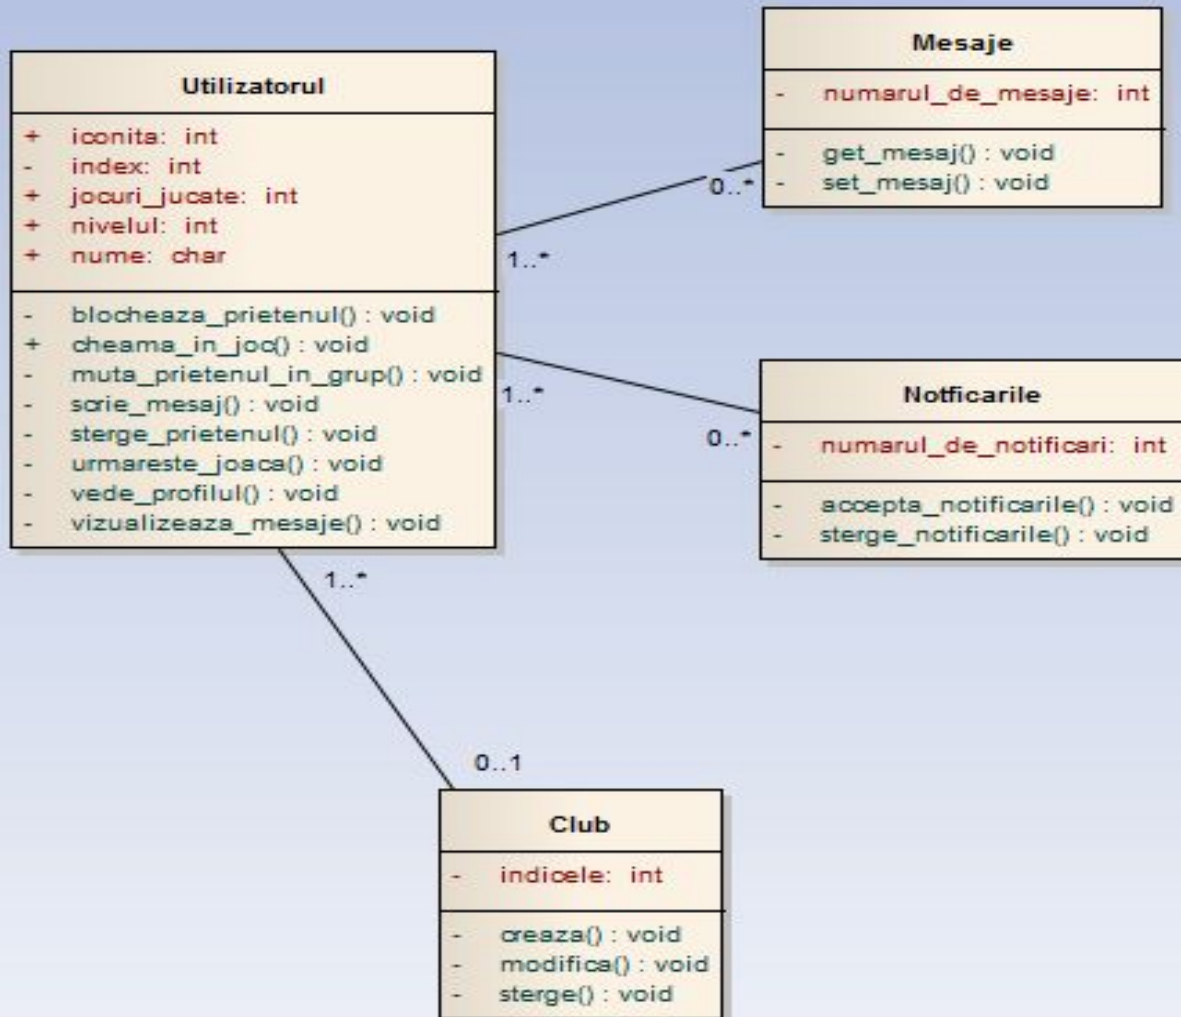 Utilizatorul
+ iconita: int
- index: int
+ jocuri_jucate: int
+ nivelul: int
+ nume: char
- blocheaza_prietenul() : void
+ cheama_in_joc() : void
- muta_prietenul_in_grup() : void
- scrie_mesaj() : void
- sterge_prietenul() : void
- urmareste_joaca() : void
- vede_profilul() : void
- vizualizeaza_mesaje() : void
Mesaje
- numarul_de_mesaje: int
- get_mesaj() : void
- set_mesaj() : void
0..*
1..*
Notficarile
- numarul_de_notificari: int
- accepta_notificarile() : void
- sterge_notificarile() : void
1..*
0..*
1..*
0..1
Club
- indicele: int
- creaza() : void
- modifica() : void
- sterge() : void